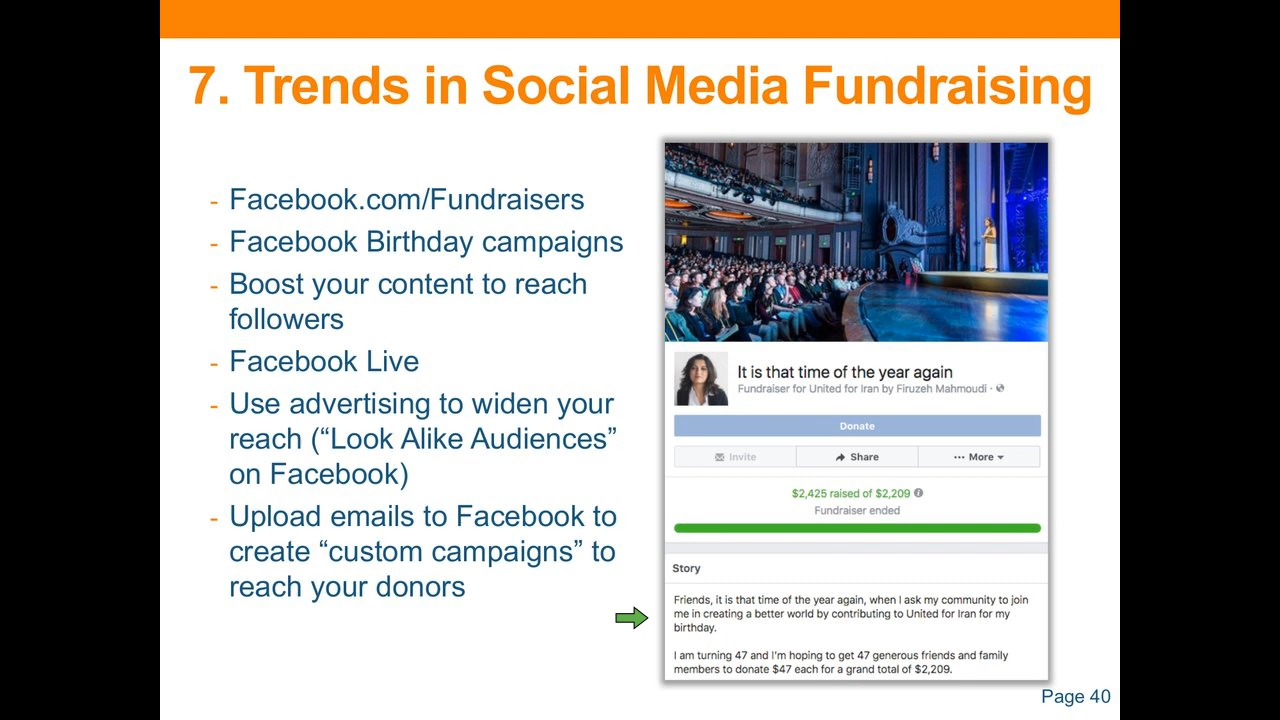 7. Trends in Social Media Fundraising
- Facebook.com/Fundraisers
- Facebook Birthday campaigns
- Boost your content to reach
followers
- Facebook Live
- Use advertising to widen your
reach (“Look Alike Audiences”
on Facebook)
- Upload emails to Facebook to
create “custom campaigns” to
reach your donors
It is that time of the year again
Fundraiser for United for Iran by Firuzeh Mahmoudi ·
Donate
Invite
Share
••• More
$2,425 raised of $2,209
Fundraiser ended
Story
Friends, it is that time of the year again, when I ask my community to join
me in creating a better world by contributing to United for Iran for my
birthday.
I am turning 47 and I'm hoping to get 47 generous friends and family
members to donate $47 each for a grand total of $2,209.
Page 40